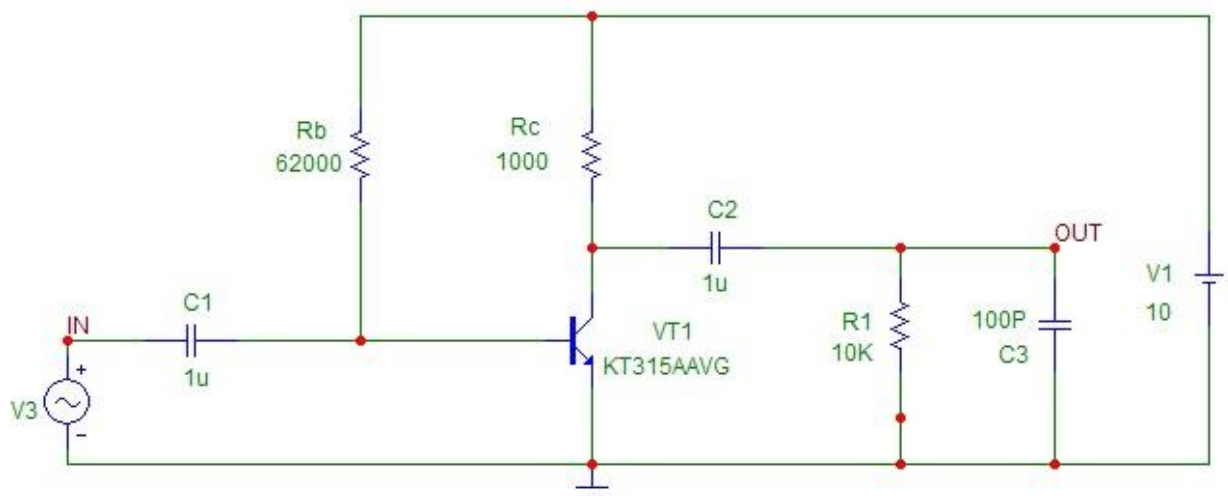 Rb
62000
Rc
1000
C2
1u
OUT
V1
10
C1
1u
IN
V3
VT1
KT315AAVG
R1
10K
100P
C3